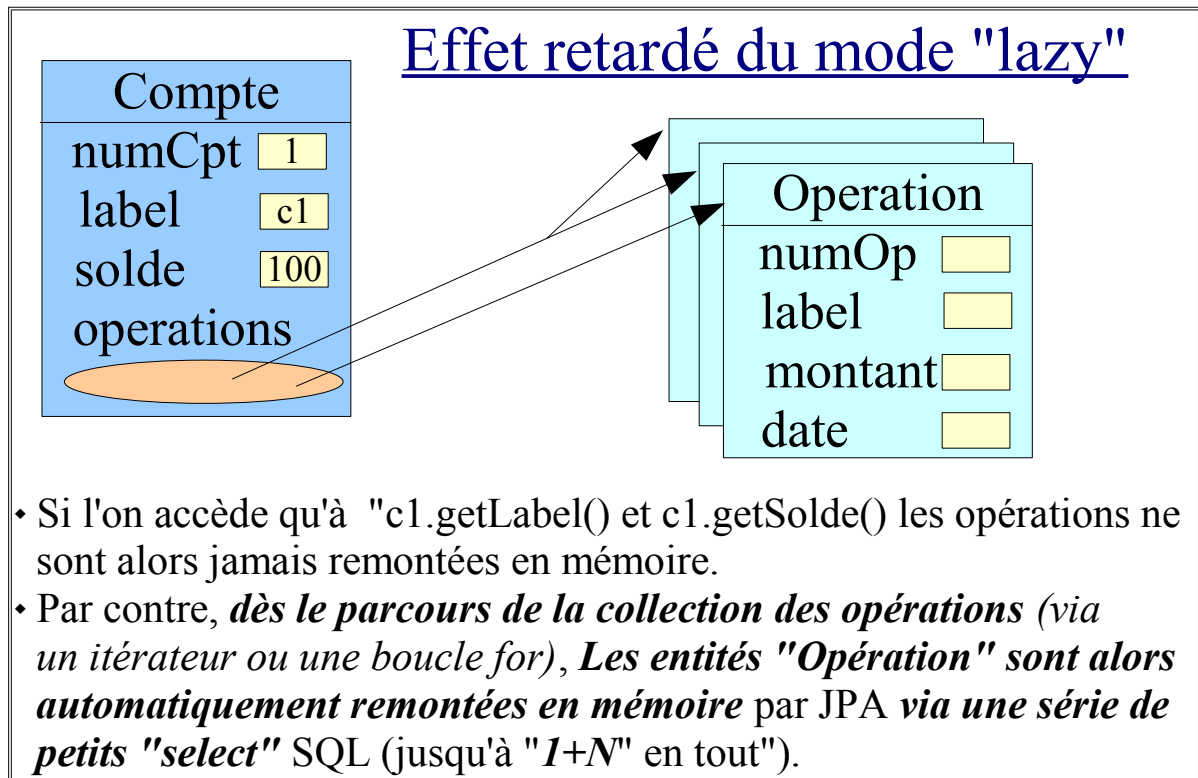 Effet retardé du mode "lazy"
Compte
numCpt 1
label c1
solde 100
operations
Operation
numOp
label
montant
date
Si l'on accède qu'à "c1.getLabel() et c1.getSolde() les opérations ne
sont alors jamais remontées en mémoire.
Par contre, dès le parcours de la collection des opérations (via
un itérateur ou une boucle for), Les entités "Opération" sont alors
automatiquement remontées en mémoire par JPA via une série de
petits "select" SQL (jusqu'à "1+N" en tout").